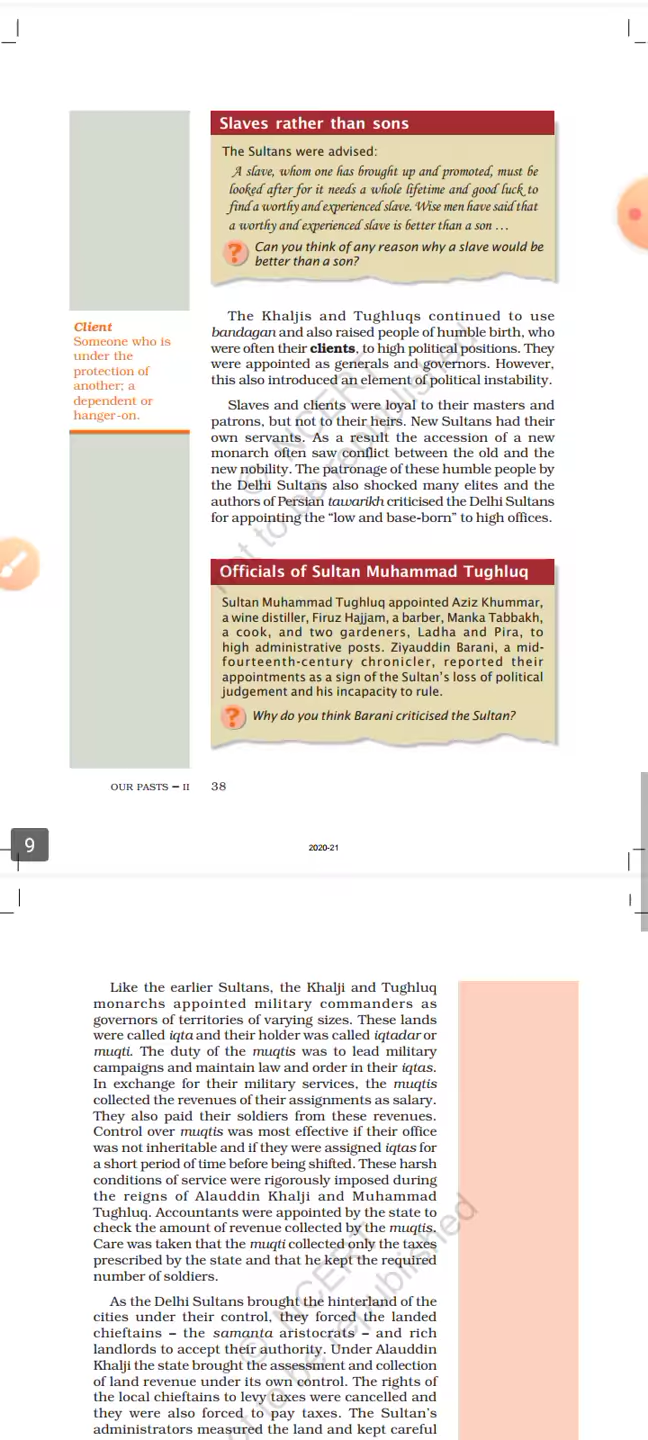 Slaves rather than sons
The Sultans were advised:
A slave, whom one has brought up and promoted, must be
looked after for it needs a whole lifetime and good luck to
find a worthy and experienced slave. Wise men have said that
a worthy and experienced slave is better than a son ...
? Can you think of any reason why a slave would be
better than a son?
Client
Someone who is
under the
protection of
another; a
dependent or
hanger-on.
The Khaljis and Tughluqs continued to use
bandagan and also raised people of humble birth, who
were often their clients, to high political positions. They
were appointed as generals and governors. However,
this also introduced an element of political instability.
Slaves and clients were loyal to their masters and
patrons, but not to their heirs. New Sultans had their
own servants. As a result the accession of a new
monarch often saw conflict between the old and the
new nobility. The patronage of these humble people by
the Delhi Sultans also shocked many elites and the
authors of Persian tawarikh criticised the Delhi Sultans
for appointing the “low and base-born” to high offices.
© NCERT
not to be republished
Officials of Sultan Muhammad Tughluq
Sultan Muhammad Tughluq appointed Aziz Khummar,
a wine distiller, Firuz Hajjam, a barber, Manka Tabbakh,
a cook, and two gardeners, Ladha and Pira, to
high administrative posts. Ziyauddin Barani, a mid-
fourteenth-century chronicler, reported their
appointments as a sign of the Sultan’s loss of political
judgement and his incapacity to rule.
? Why do you think Barani criticised the Sultan?
OUR PASTS – II 38
9
2020-21
Like the earlier Sultans, the Khalji and Tughluq
monarchs appointed military commanders as
governors of territories of varying sizes. These lands
were called iqta and their holder was called iqtadar or
muqti. The duty of the muqtis was to lead military
campaigns and maintain law and order in their iqtas.
In exchange for their military services, the muqtis
collected the revenues of their assignments as salary.
They also paid their soldiers from these revenues.
Control over muqtis was most effective if their office
was not inheritable and if they were assigned iqtas for
a short period of time before being shifted. These harsh
conditions of service were rigorously imposed during
the reigns of Alauddin Khalji and Muhammad
Tughluq. Accountants were appointed by the state to
check the amount of revenue collected by the muqtis.
Care was taken that the muqti collected only the taxes
prescribed by the state and that he kept the required
number of soldiers.
As the Delhi Sultans brought the hinterland of the
cities under their control, they forced the landed
chieftains – the samanta aristocrats – and rich
landlords to accept their authority. Under Alauddin
Khalji the state brought the assessment and collection
of land revenue under its own control. The rights of
the local chieftains to levy taxes were cancelled and
they were also forced to pay taxes. The Sultan’s
administrators measured the land and kept careful
© NCERT
not to be republished